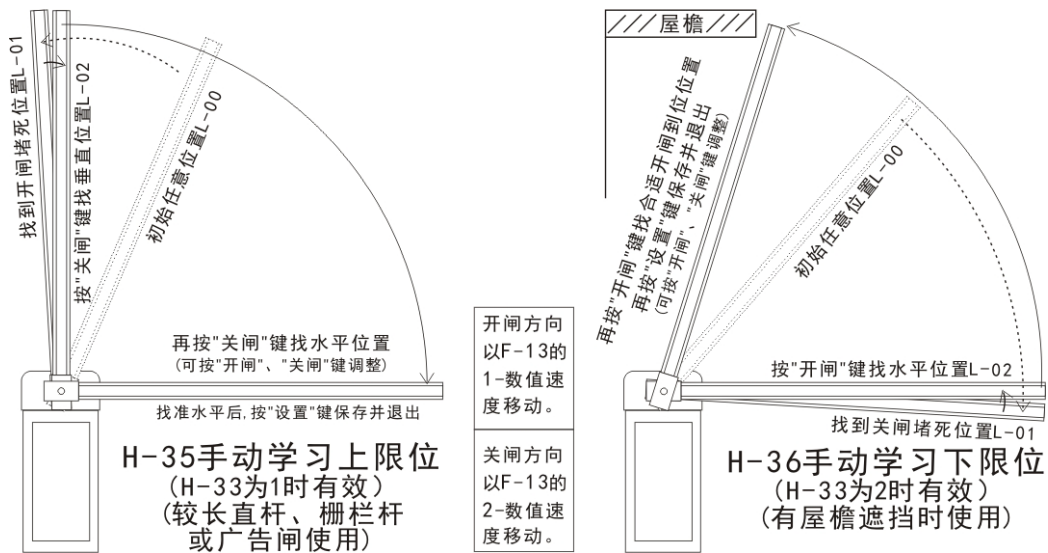 找到开闸堵死位置L-01
按"关闸"键找垂直位置L-02
初始任意位置L-00
再按"关闸"键找水平位置
(可按"开闸"、"关闸"键调整)
找准水平后,按"设置"键保存并退出
H-35手动学习上限位
(H-33为1时有效)
(较长直杆、栅栏杆
或广告闸使用)
开闸方向
以F-13的
1-数值速
度移动。
关闸方向
以F-13的
2-数值速
度移动。
屋檐
再按"开闸"键找合适开闸到位位置
再按"设置"键保存并退出
(可按"开闸"、"关闸"键调整)
初始任意位置L-00
按"开闸"键找水平位置L-02
找到关闸堵死位置L-01
H-36手动学习下限位
(H-33为2时有效)
(有屋檐遮挡时使用)